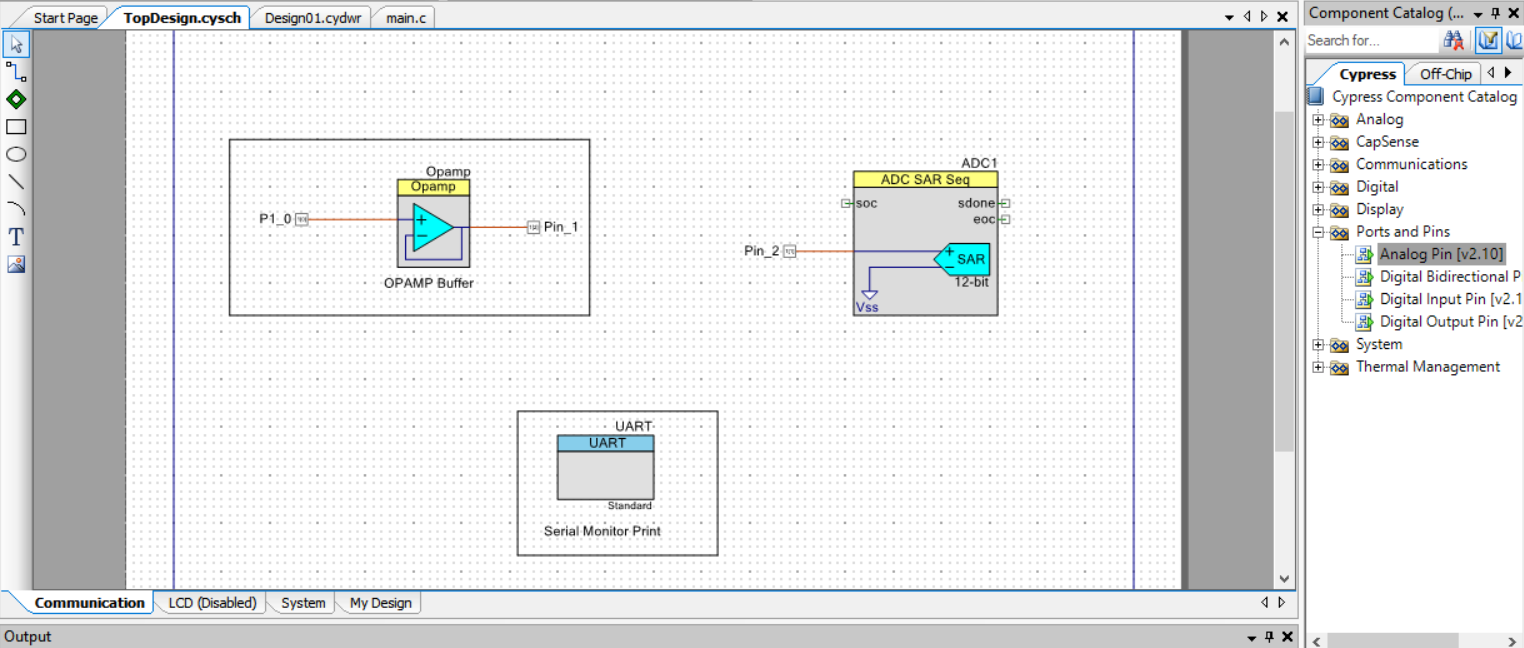 Start Page
TopDesign.cysch
Design01.cydwr
main.c
Component Catalog (...
Search for...
Cypress
Off-Chip
Cypress Component Catalog
Analog
CapSense
Communications
Digital
Display
Ports and Pins
Analog Pin [v2.10]
Digital Bidirectional P
Digital Input Pin [v2.1
Digital Output Pin [v2
System
Thermal Management
Opamp
Opamp
P1_0
Pin_1
OPAMP Buffer
ADC1
ADC SAR Seq
soc
sdone
eoc
Pin_2
SAR
12-bit
Vss
UART
UART
Standard
Serial Monitor Print
T
Communication
LCD (Disabled)
System
My Design
Output